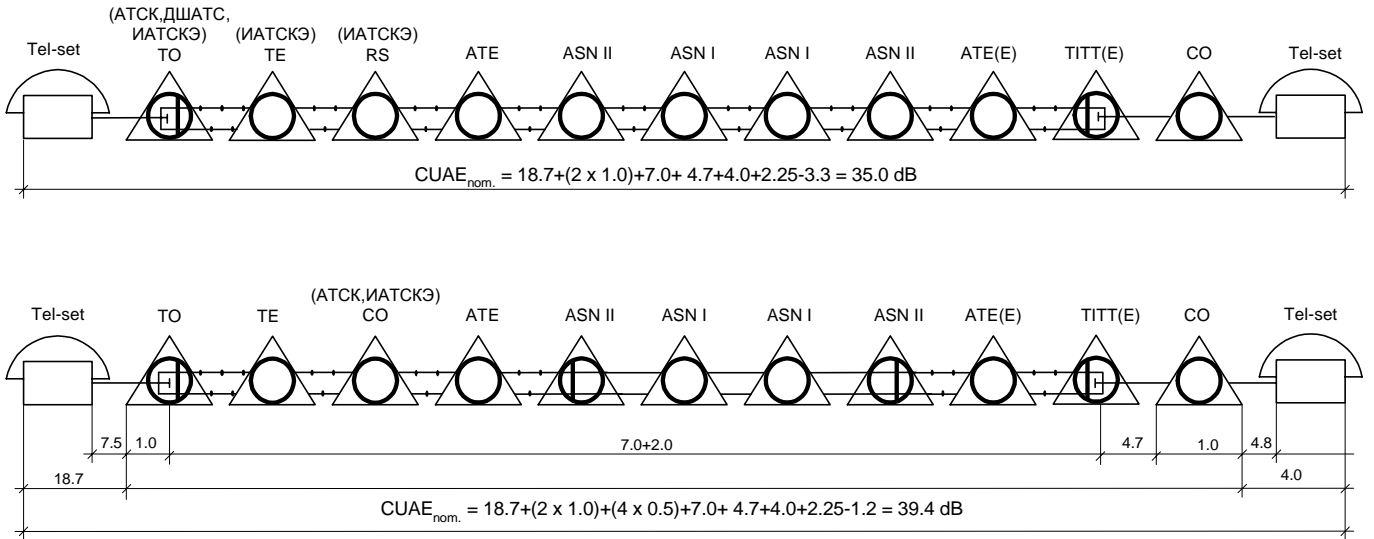 (АТСК,ДШАТС,
ИАТСКЭ)
(ИАТСКЭ)
(ИАТСКЭ)
Tel-set
TO
TE
RS
ATE
ASN II
ASN I
ASN I
ASN II
ATE(E)
TITT(E)
CO
Tel-set
CUAEnom. = 18.7+(2 x 1.0)+7.0+ 4.7+4.0+2.25-3.3 = 35.0 dB
(АТСК,ИАТСКЭ)
Tel-set
TO
TE
CO
ATE
ASN II
ASN I
ASN I
ASN II
ATE(E)
TITT(E)
CO
Tel-set
7.5
1.0
7.0+2.0
4.7
1.0
4.8
18.7
4.0
CUAEnom. = 18.7+(2 x 1.0)+(4 x 0.5)+7.0+ 4.7+4.0+2.25-1.2 = 39.4 dB